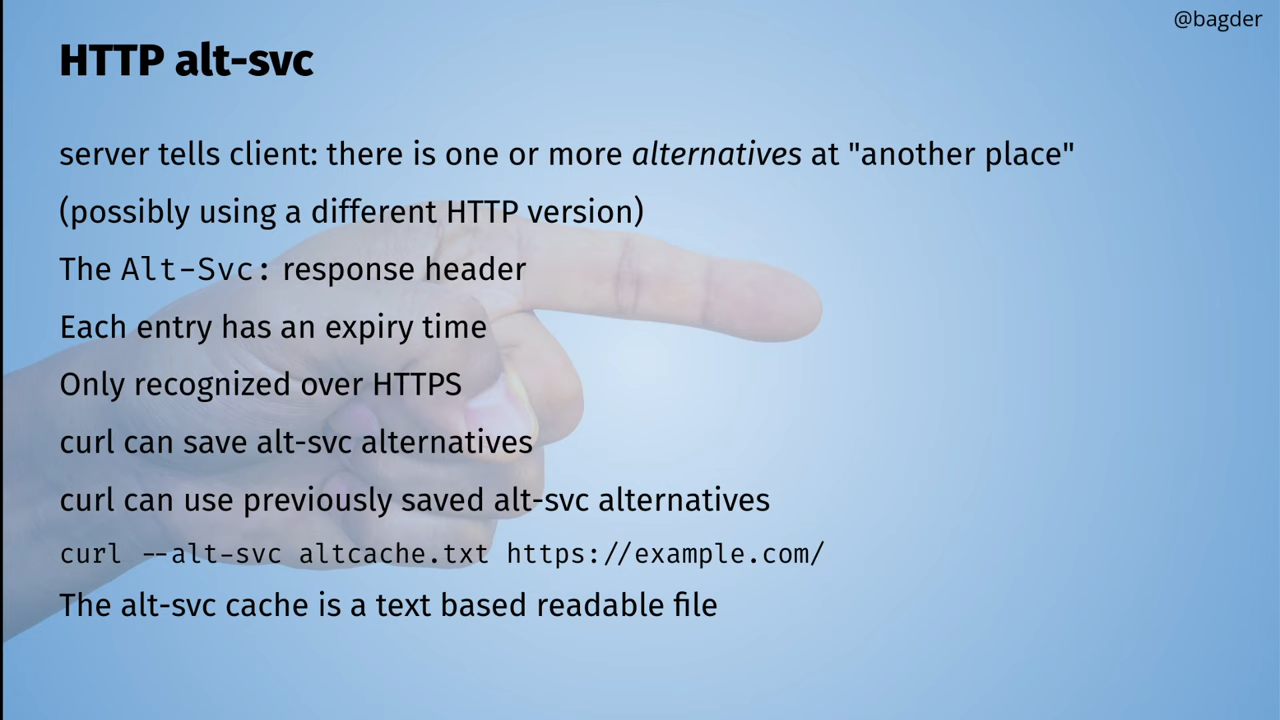 @bagder
HTTP alt-svc
server tells client: there is one or more alternatives at "another place"
(possibly using a different HTTP version)
The Alt-Svc: response header
Each entry has an expiry time
Only recognized over HTTPS
curl can save alt-svc alternatives
curl can use previously saved alt-svc alternatives
curl --alt-svc altcache.txt https://example.com/
The alt-svc cache is a text based readable file